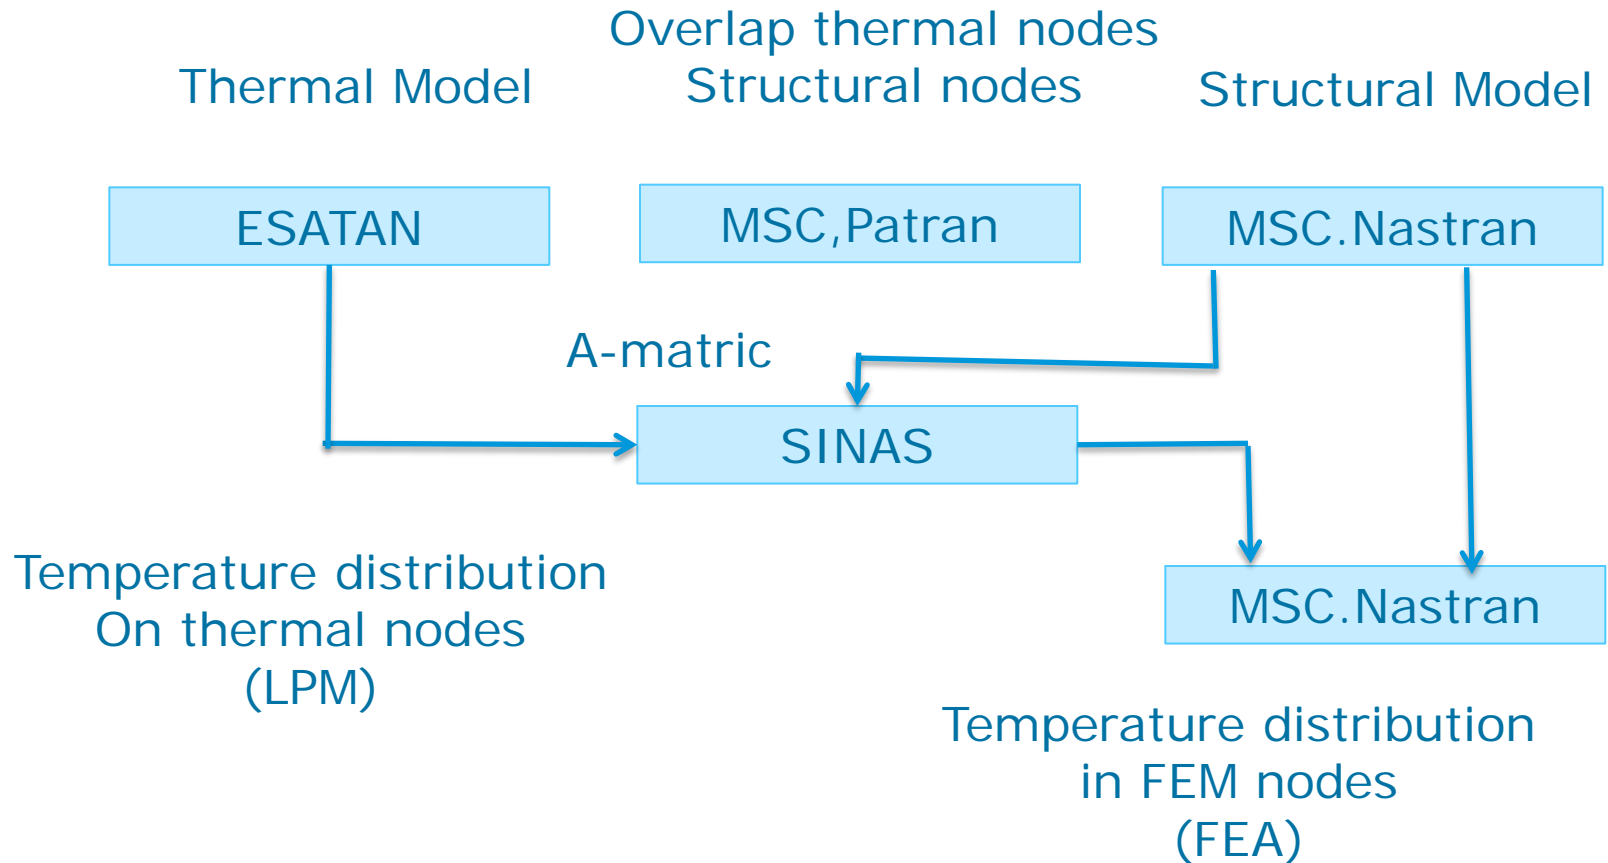 Overlap thermal nodes
Thermal Model
Structural nodes
Structural Model
ESATAN
MSC,Patran
MSC.Nastran
A-matric
SINAS
Temperature distribution
On thermal nodes
(LPM)
MSC.Nastran
Temperature distribution
in FEM nodes
(FEA)